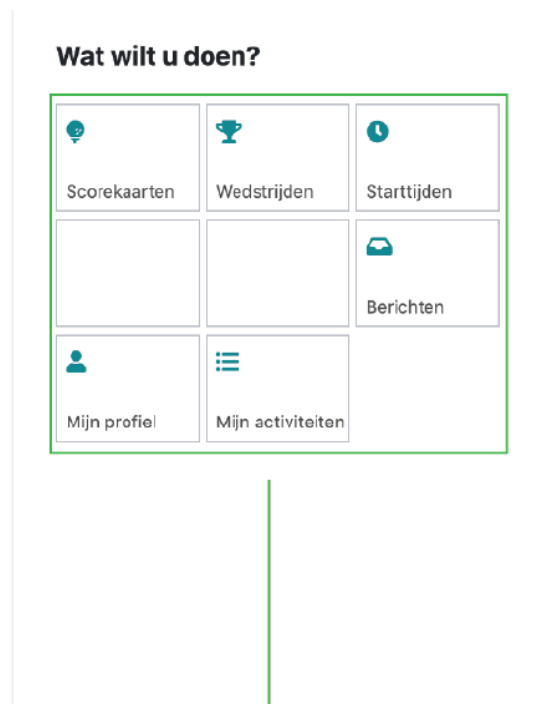 Wat wilt u doen?
Scorekaarten
Wedstrijden
Starttijden
Berichten
Mijn profiel
Mijn activiteiten